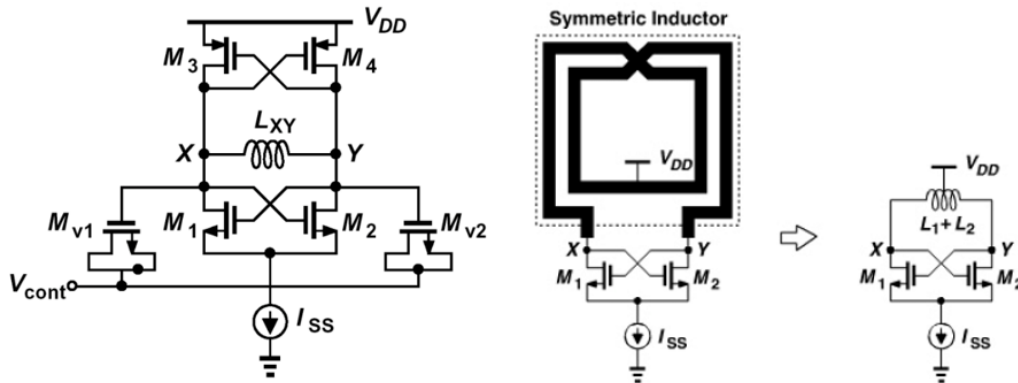 V_DD
M_3
M_4
L_XY
X
Y
M_v1
M_1
M_2
M_v2
V_cont
I_SS
Symmetric Inductor
V_DD
X
Y
M_1
M_2
I_SS
V_DD
L_1 + L_2
X
Y
M_1
M_2
I_SS